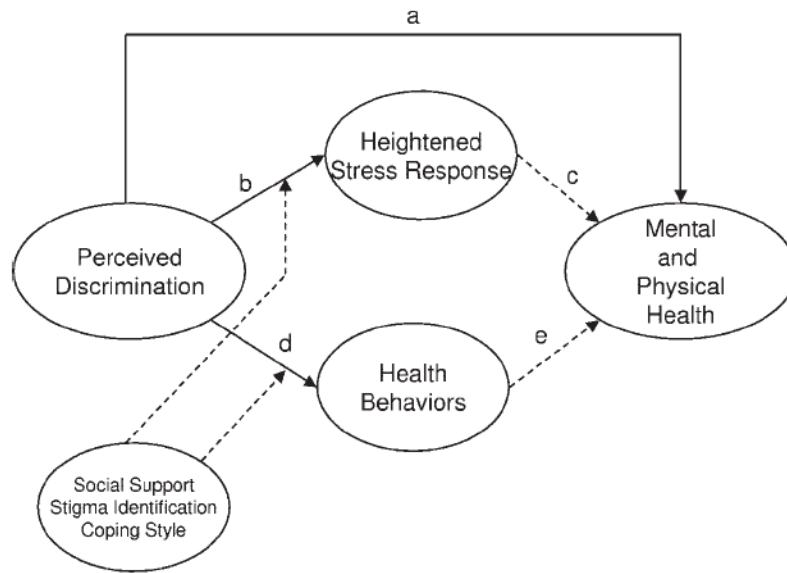 a
Heightened
Stress Response
b
c
Perceived
Discrimination
Mental
and
Physical
Health
d
e
Health
Behaviors
Social Support
Stigma Identification
Coping Style